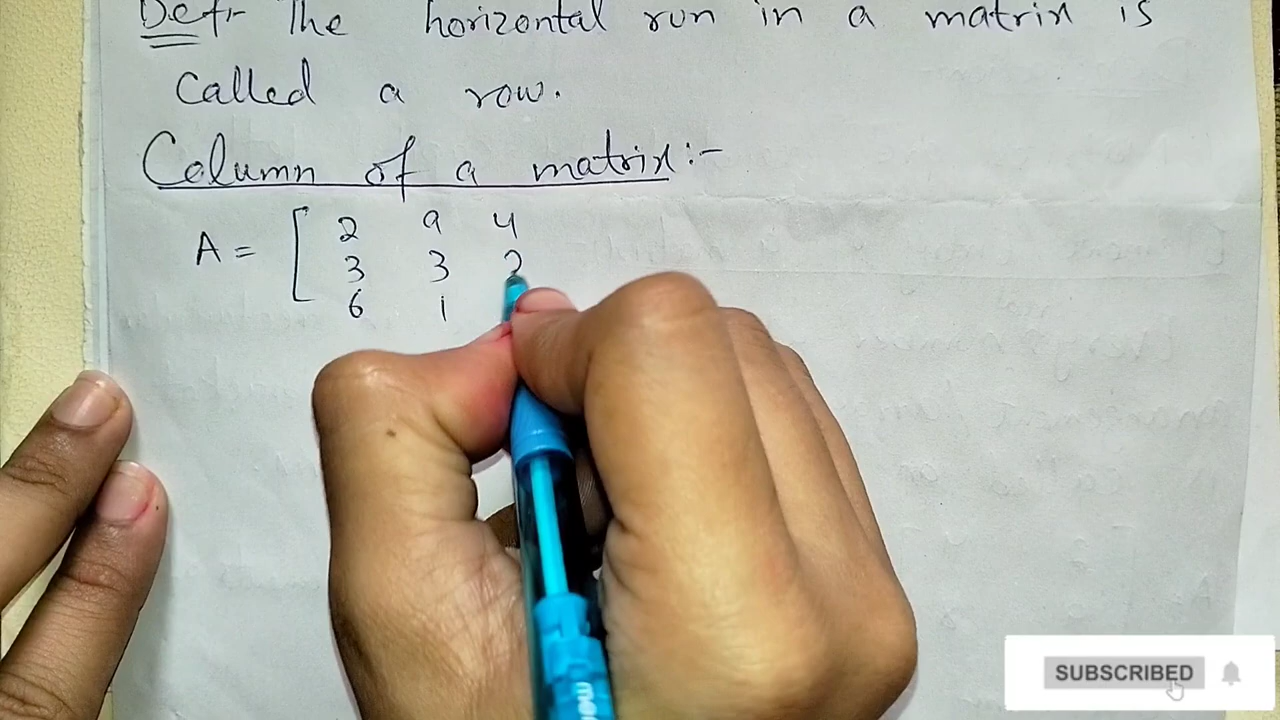 Def:- The horizontal run in a matrix is
called a row.
Column of a matrix:-
A = [ 2 9 4
3 3 2
6 1
SUBSCRIBED